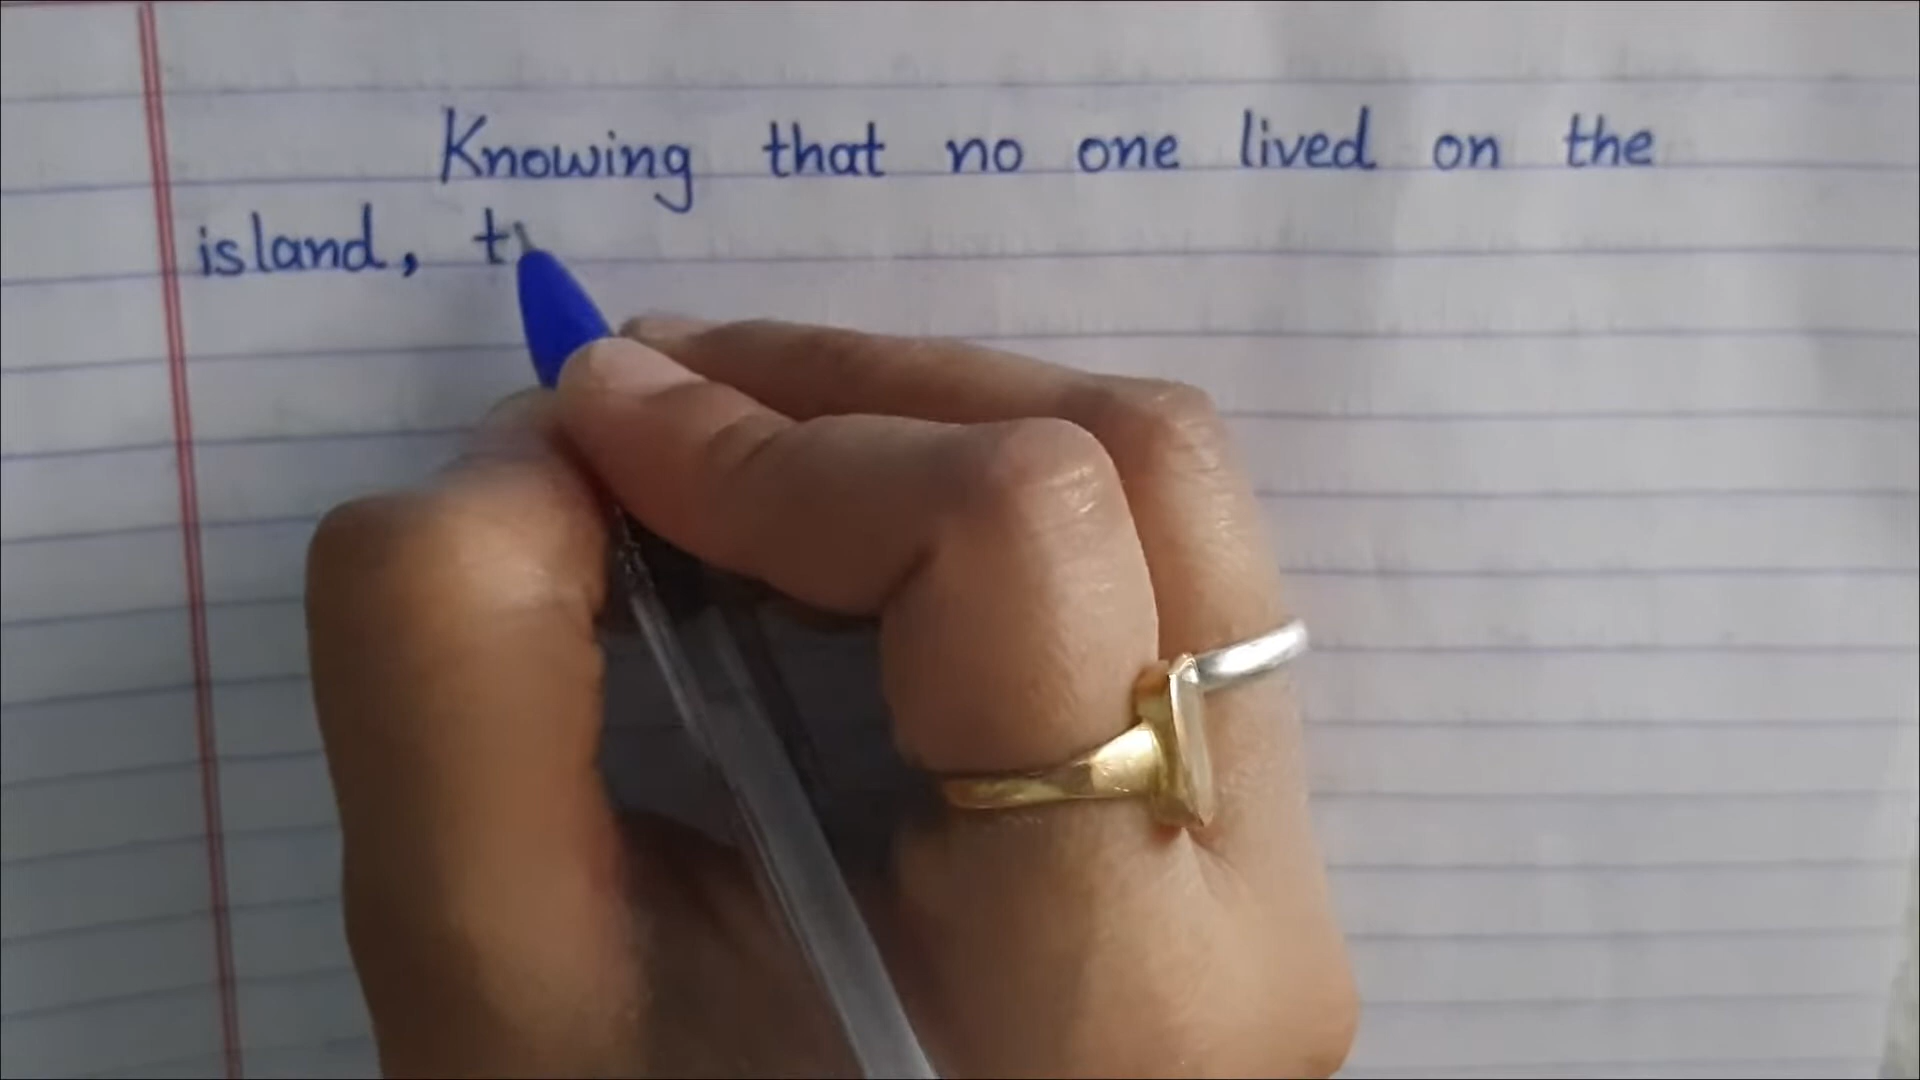 Knowing that no one lived on the
island, t